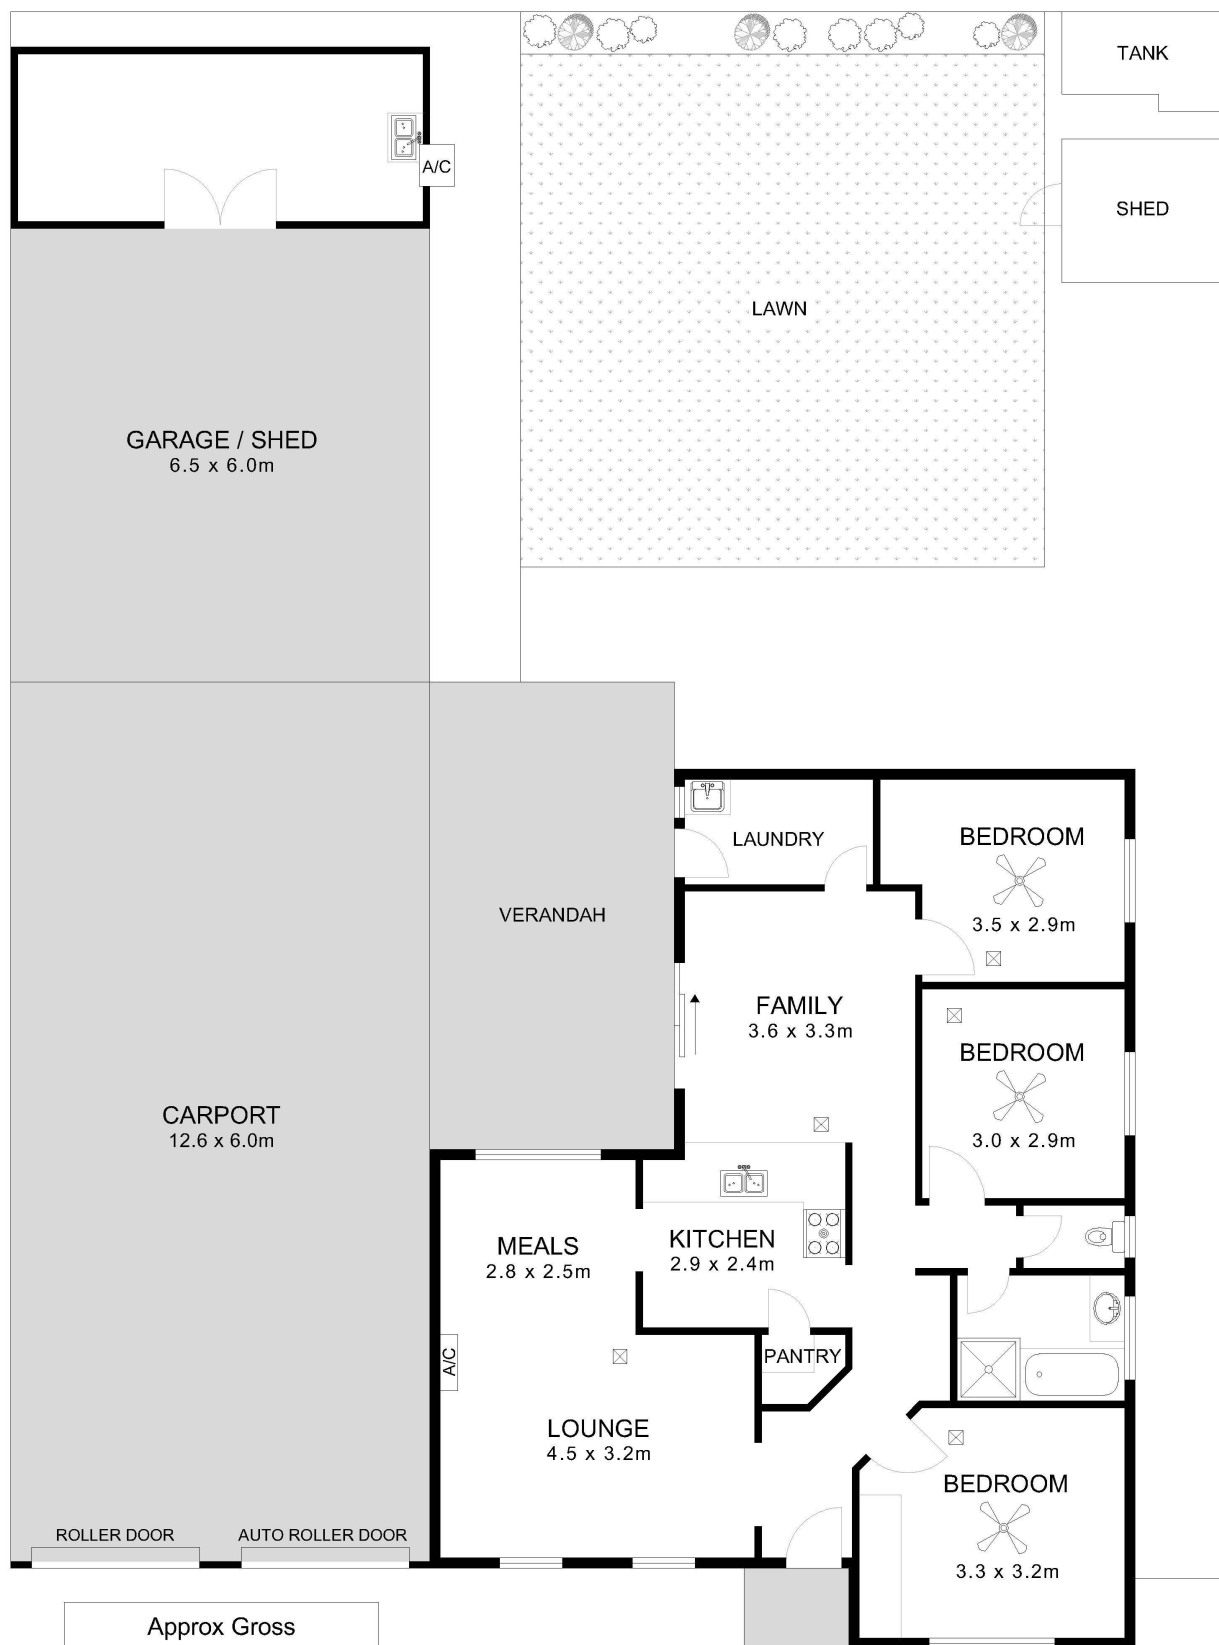 TANK
A/C
SHED
LAWN
GARAGE / SHED
6.5 x 6.0m
LAUNDRY
BEDROOM
3.5 x 2.9m
VERANDAH
FAMILY
3.6 x 3.3m
BEDROOM
3.0 x 2.9m
CARPORT
12.6 x 6.0m
MEALS
2.8 x 2.5m
KITCHEN
2.9 x 2.4m
A/C
PANTRY
LOUNGE
4.5 x 3.2m
BEDROOM
3.3 x 3.2m
ROLLER DOOR
AUTO ROLLER DOOR
Approx Gross